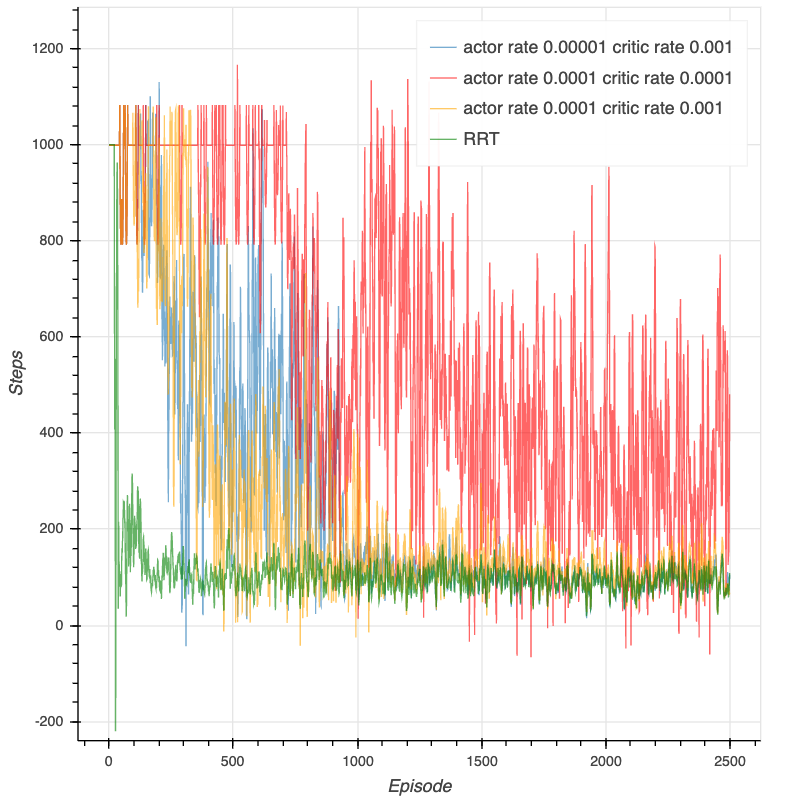 actor rate 0.00001 critic rate 0.001
actor rate 0.0001 critic rate 0.0001
actor rate 0.0001 critic rate 0.001
RRT
1200
1000
800
600
400
200
0
-200
Steps
0 500 1000 1500 2000 2500
Episode